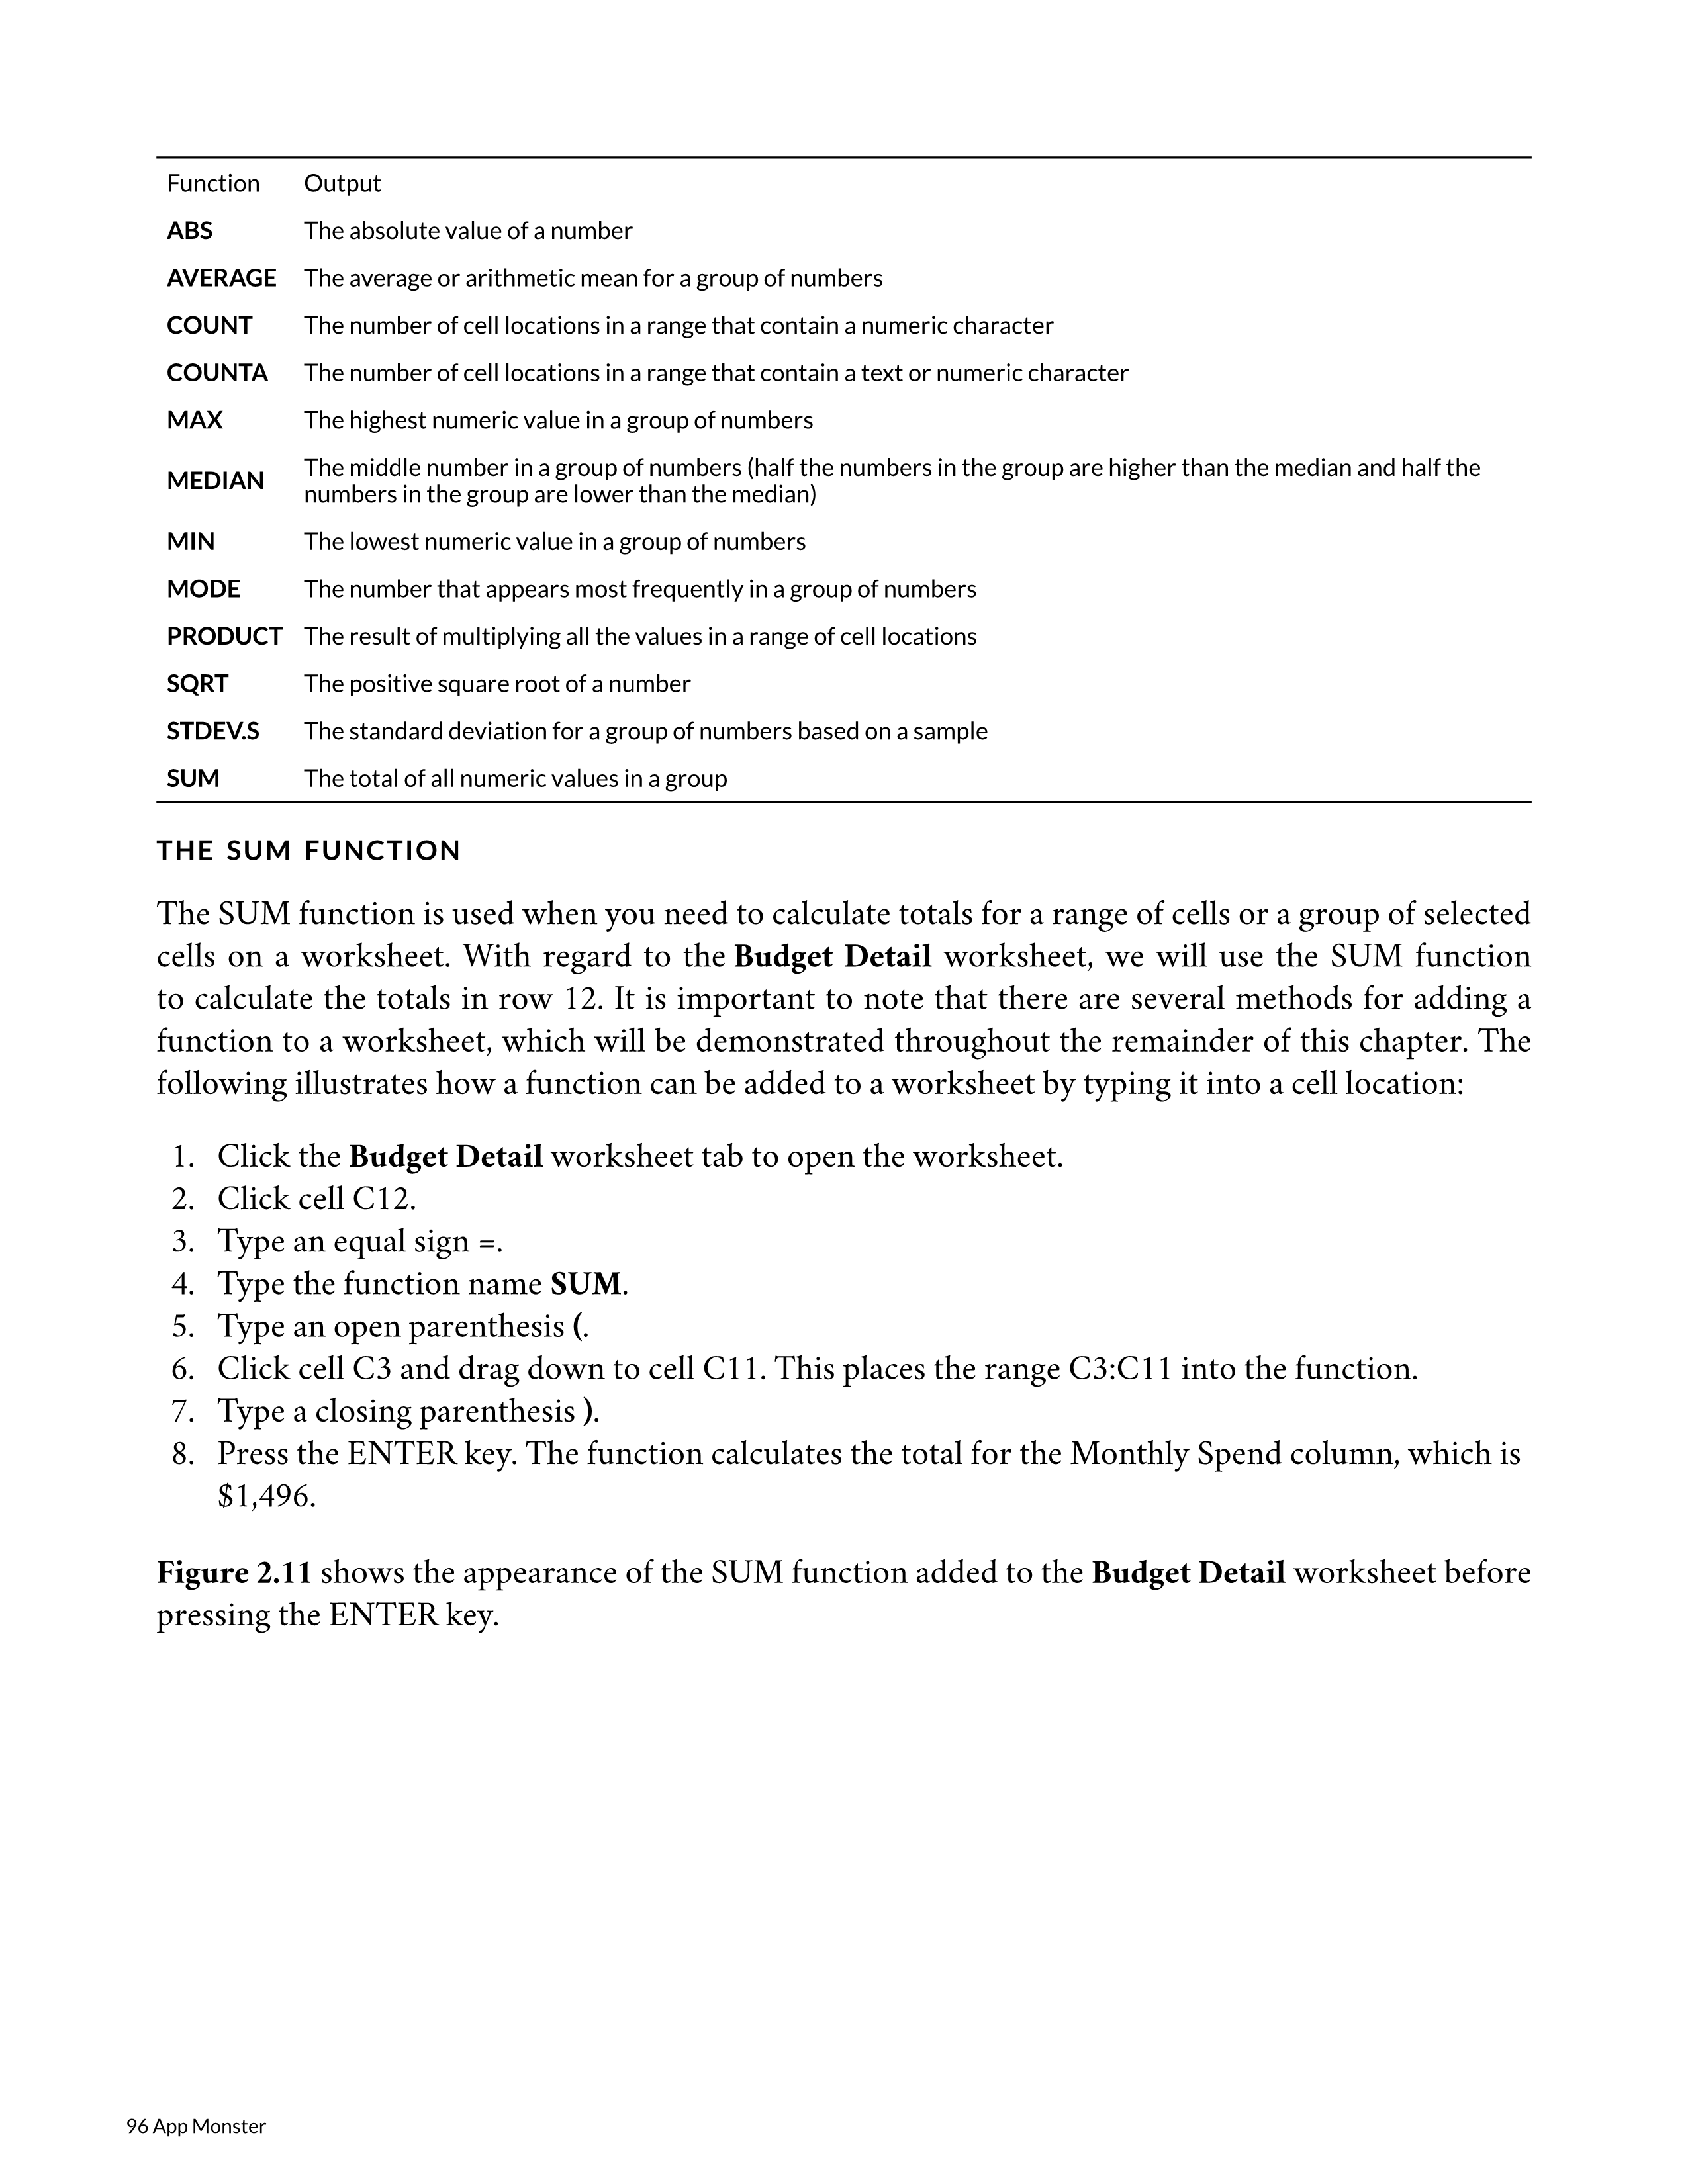 Function Output
ABS The absolute value of a number
AVERAGE The average or arithmetic mean for a group of numbers
COUNT The number of cell locations in a range that contain a numeric character
COUNTA The number of cell locations in a range that contain a text or numeric character
MAX The highest numeric value in a group of numbers
MEDIAN The middle number in a group of numbers (half the numbers in the group are higher than the median and half the
numbers in the group are lower than the median)
MIN The lowest numeric value in a group of numbers
MODE The number that appears most frequently in a group of numbers
PRODUCT The result of multiplying all the values in a range of cell locations
SQRT The positive square root of a number
STDEV.S The standard deviation for a group of numbers based on a sample
SUM The total of all numeric values in a group
THE SUM FUNCTION
The SUM function is used when you need to calculate totals for a range of cells or a group of selected
cells on a worksheet. With regard to the Budget Detail worksheet, we will use the SUM function
to calculate the totals in row 12. It is important to note that there are several methods for adding a
function to a worksheet, which will be demonstrated throughout the remainder of this chapter. The
following illustrates how a function can be added to a worksheet by typing it into a cell location:
1. Click the Budget Detail worksheet tab to open the worksheet.
2. Click cell C12.
3. Type an equal sign =.
4. Type the function name SUM.
5. Type an open parenthesis (.
6. Click cell C3 and drag down to cell C11. This places the range C3:C11 into the function.
7. Type a closing parenthesis ).
8. Press the ENTER key. The function calculates the total for the Monthly Spend column, which is
$1,496.
Figure 2.11 shows the appearance of the SUM function added to the Budget Detail worksheet before
pressing the ENTER key.
96 App Monster